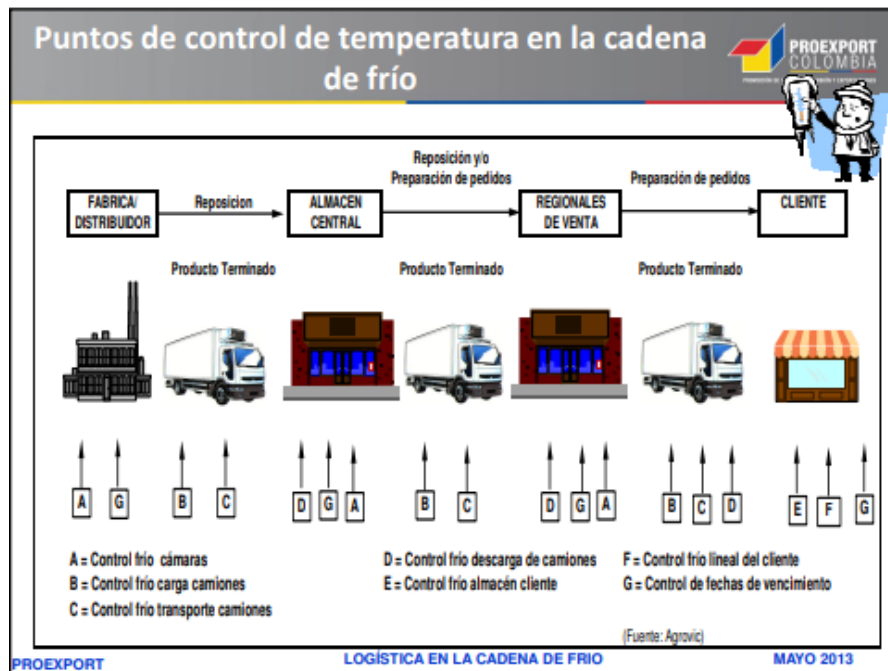 Puntos de control de temperatura en la cadena
de frío
PROEXPORT
COLOMBIA
Reposición y/o
Preparación de pedidos
Preparación de pedidos
FABRICA/
DISTRIBUIDOR
Reposicion
ALMACEN
CENTRAL
REGIONALES
DE VENTA
CLIENTE
Producto Terminado
Producto Terminado
Producto Terminado
A G B C D G A B C D G A B C D E F G
A = Control frío cámaras
B = Control frío carga camiones
C = Control frío transporte camiones
D = Control frío descarga de camiones
E = Control frío almacén cliente
F = Control frío lineal del cliente
G = Control de fechas de vencimiento
(Fuente: Agrovic)
PROEXPORT
LOGÍSTICA EN LA CADENA DE FRIO
MAYO 2013